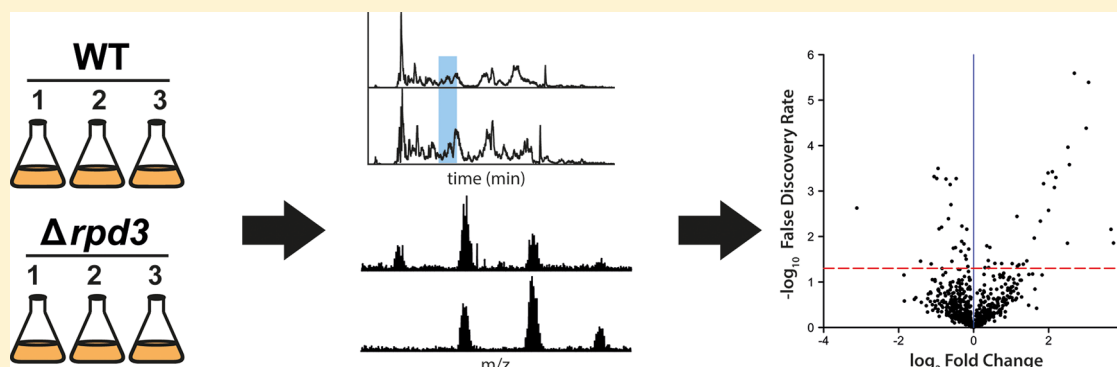 WT
1 2 3
Δrpd3
1 2 3
time (min)
m/z
-log10 False Discovery Rate
6
5
4
3
2
1
0
-4 -2 0 2
log2 Fold Change